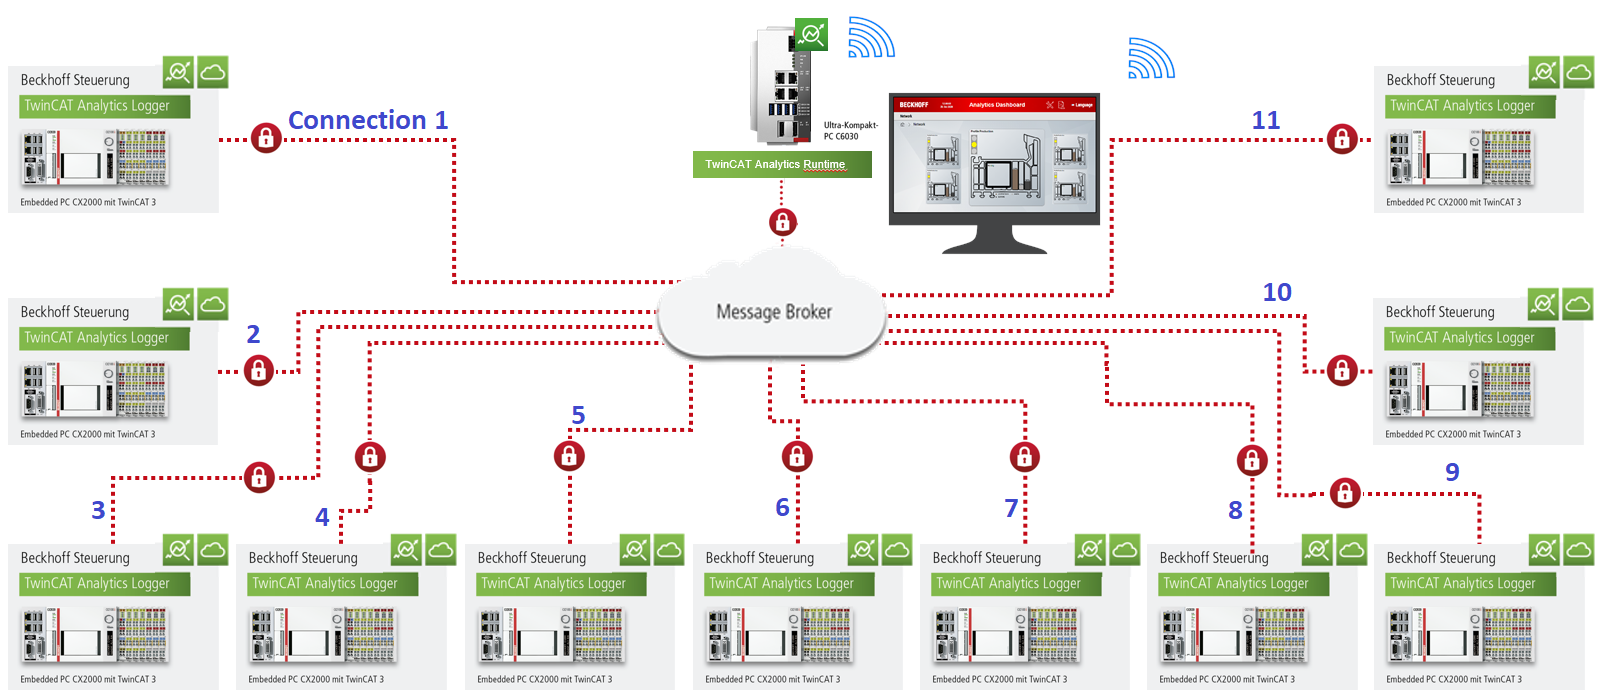 Beckhoff Steuerung
TwinCAT Analytics Logger
Embedded PC CX2000 mit TwinCAT 3
Connection 1
Ultra-Kompakt-
PC C6030
TwinCAT Analytics Runtime
BECKHOFF
Analytics Dashboard
Language
Network
Network
11
Beckhoff Steuerung
TwinCAT Analytics Logger
Embedded PC CX2000 mit TwinCAT 3
Message Broker
Beckhoff Steuerung
TwinCAT Analytics Logger
Embedded PC CX2000 mit TwinCAT 3
2
10
Beckhoff Steuerung
TwinCAT Analytics Logger
Embedded PC CX2000 mit TwinCAT 3
3
4
5
6
7
8
9
Beckhoff Steuerung
TwinCAT Analytics Logger
Embedded PC CX2000 mit TwinCAT 3
Beckhoff Steuerung
TwinCAT Analytics Logger
Embedded PC CX2000 mit TwinCAT 3
Beckhoff Steuerung
TwinCAT Analytics Logger
Embedded PC CX2000 mit TwinCAT 3
Beckhoff Steuerung
TwinCAT Analytics Logger
Embedded PC CX2000 mit TwinCAT 3
Beckhoff Steuerung
TwinCAT Analytics Logger
Embedded PC CX2000 mit TwinCAT 3
Beckhoff Steuerung
TwinCAT Analytics Logger
Embedded PC CX2000 mit TwinCAT 3
Beckhoff Steuerung
TwinCAT Analytics Logger
Embedded PC CX2000 mit TwinCAT 3